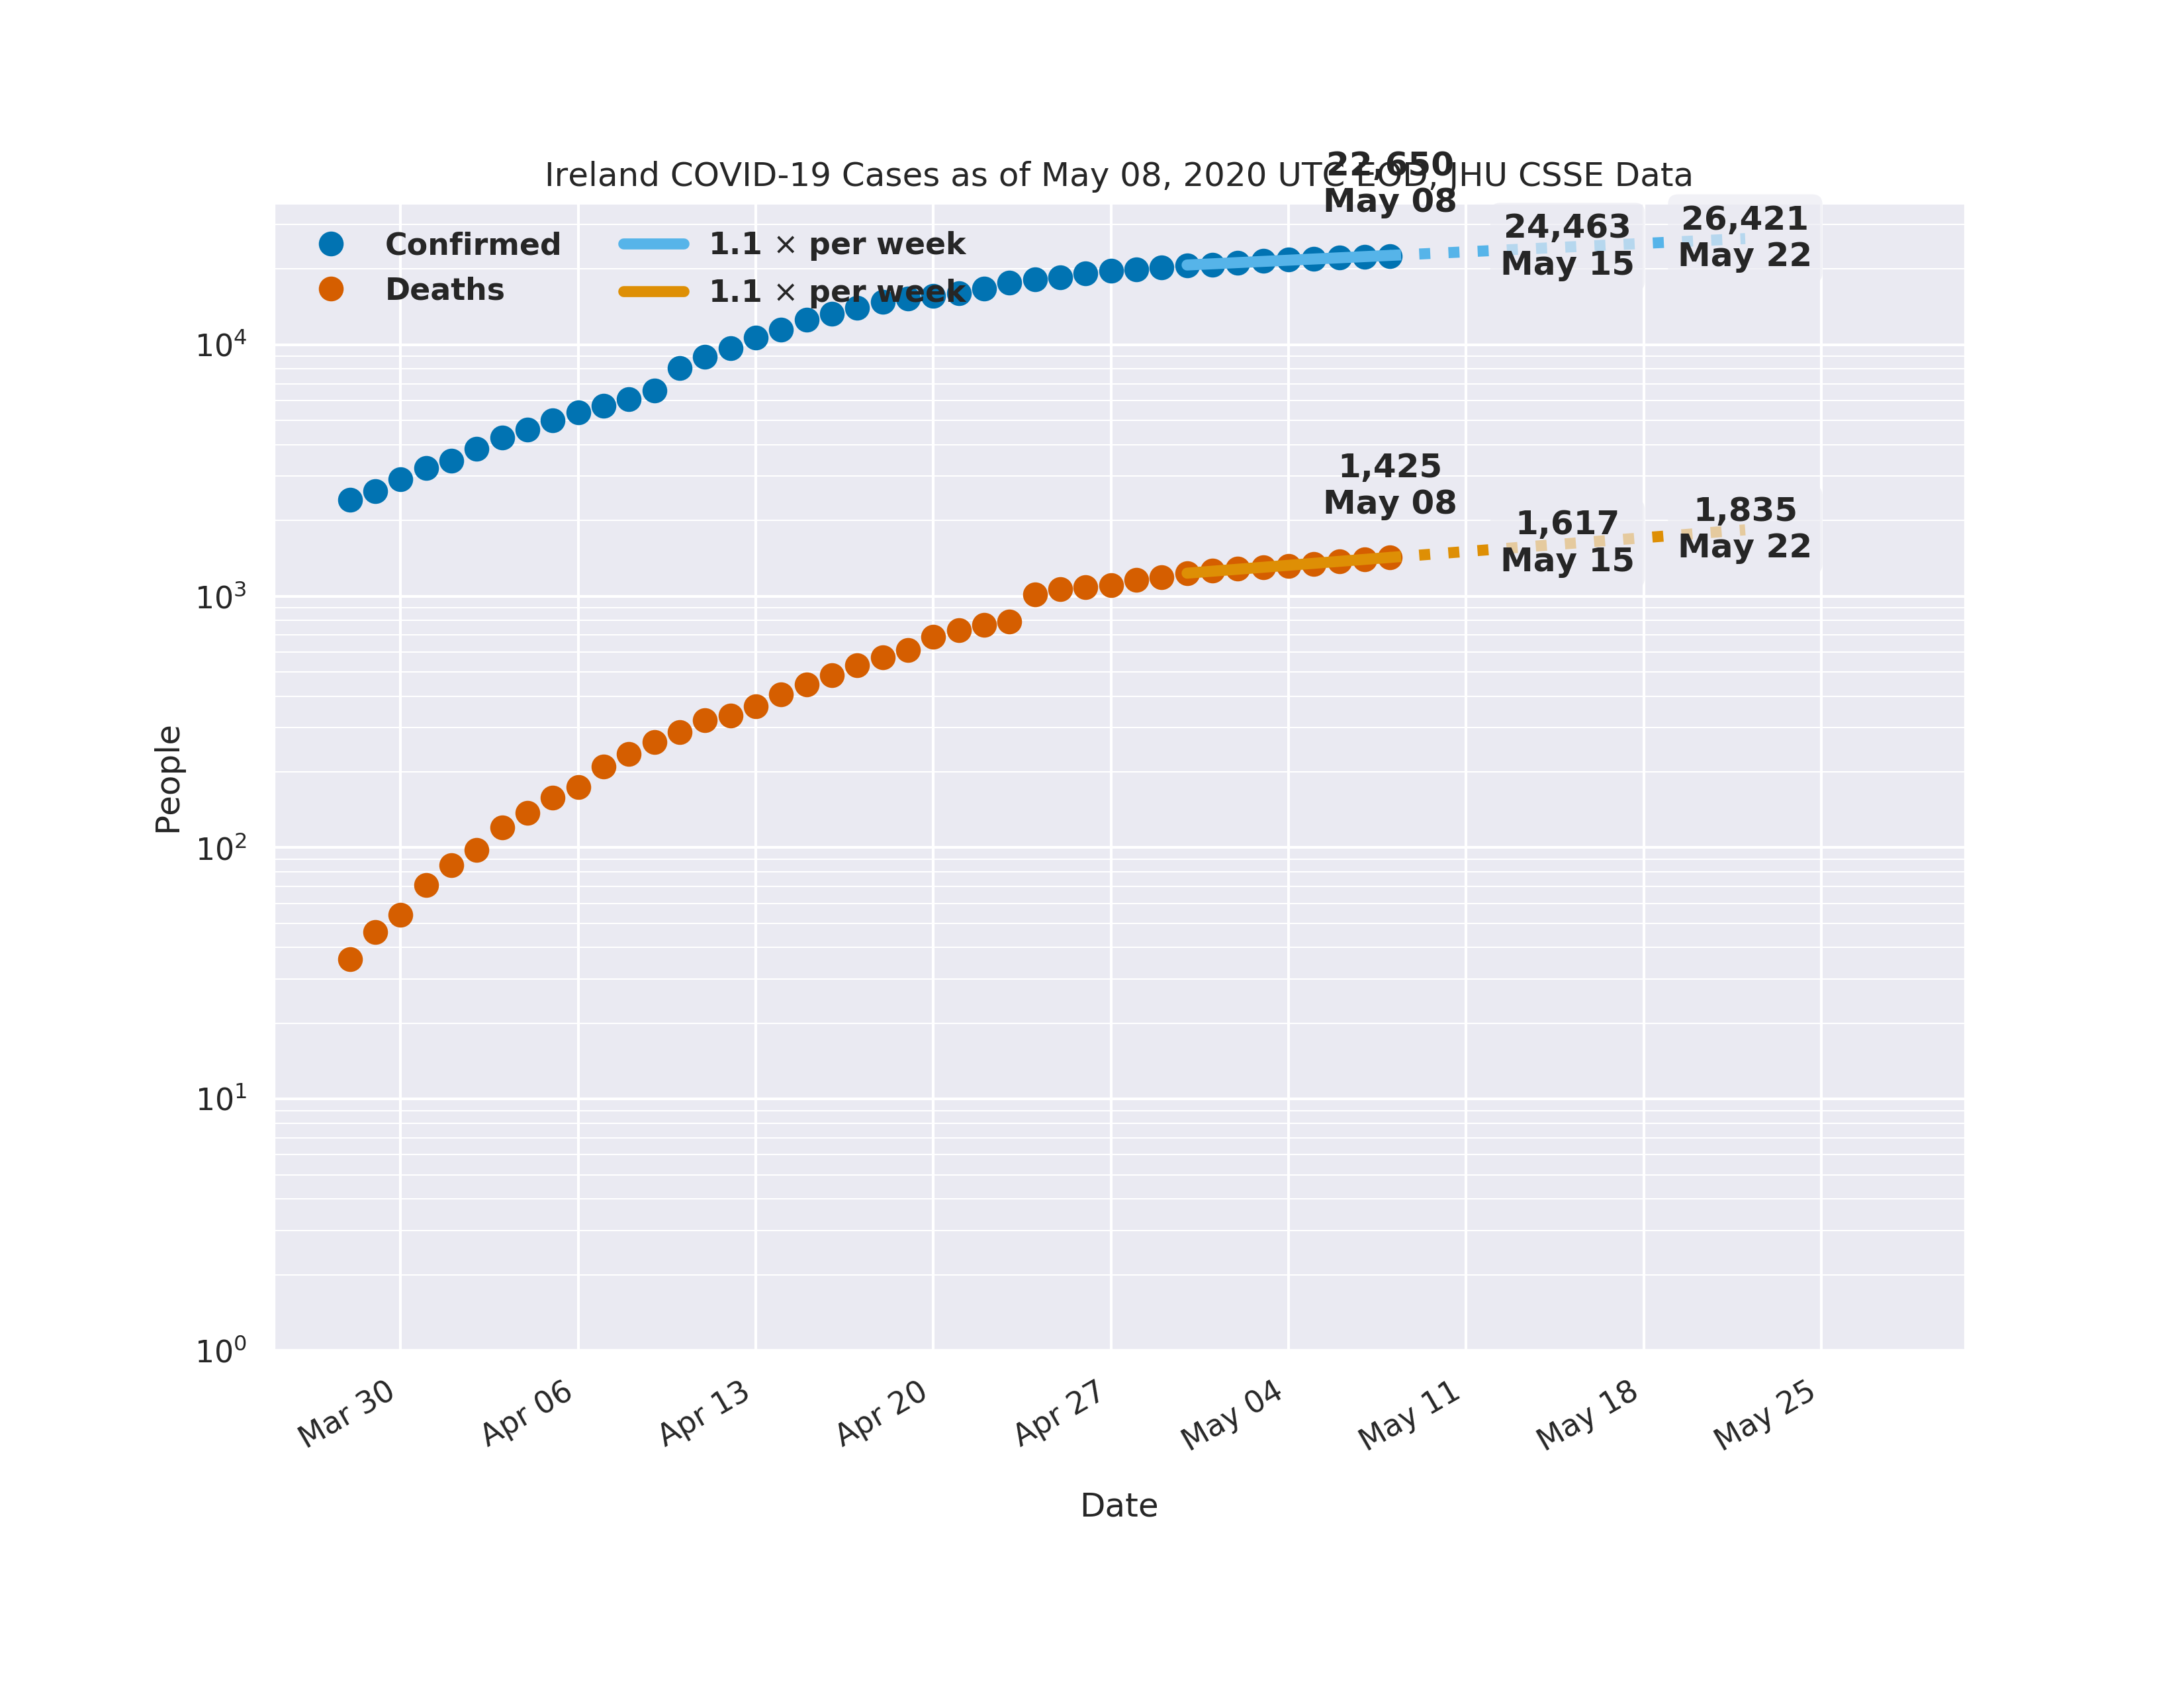 Ireland COVID-19 Cases as of May 08, 2020 UTC EOD, JHU CSSE Data
22,650
May 08
24,463
May 15
26,421
May 22
Confirmed
Deaths
1.1 × per week
1.1 × per week
1,425
May 08
1,617
May 15
1,835
May 22
People
10⁴
10³
10²
10¹
10⁰
Mar 30
Apr 06
Apr 13
Apr 20
Apr 27
May 04
May 11
May 18
May 25
Date